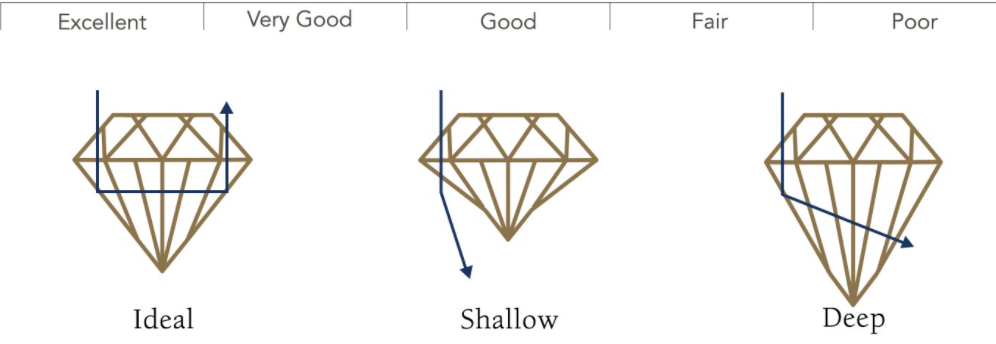 Excellent Very Good Good Fair Poor
Ideal Shallow Deep